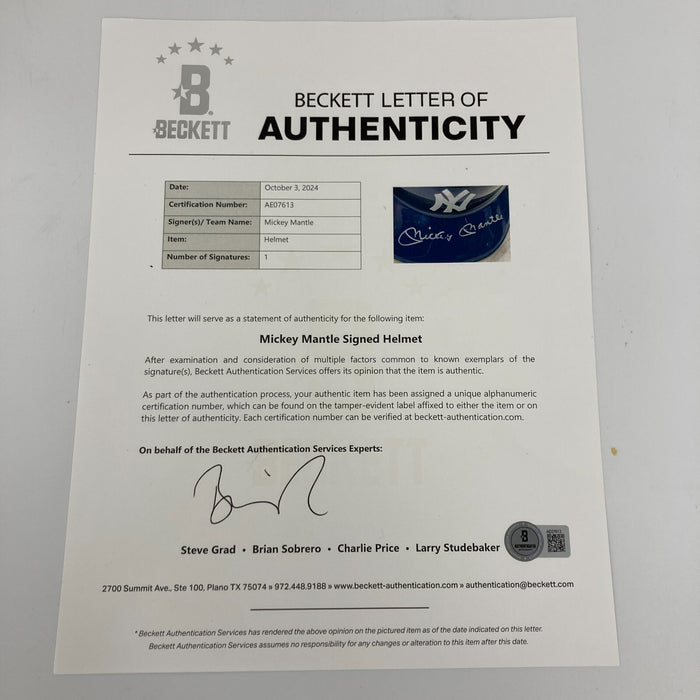 B
BECKETT
BECKETT LETTER OF
AUTHENTICITY
Date: October 3, 2024
Certification Number: AE07613
Signer(s)/ Team Name: Mickey Mantle
Item: Helmet
Number of Signatures: 1
NY
Mickey Mantle
This letter will serve as a statement of authenticity for the following item:
Mickey Mantle Signed Helmet
After examination and consideration of multiple factors common to known exemplars of the
signature(s), Beckett Authentication Services offers its opinion that the item is authentic.
As part of the authentication process, your authentic item has been assigned a unique alphanumeric
certification number, which can be found on the tamper-evident label affixed to either the item or on
this letter of authenticity. Each certification number can be verified at beckett-authentication.com.
On behalf of the Beckett Authentication Services Experts:
Steve Grad • Brian Sobrero • Charlie Price • Larry Studebaker
B
AE07613
2700 Summit Ave., Ste 100, Plano TX 75074 » 972.448.9188 » www.beckett-authentication.com » authentication@beckett.com
* Beckett Authentication Services has rendered the above opinion on the pictured item as of the date indicated on this letter.
Beckett Authentication Services assumes no responsibility for any changes or alteration to this item after this date.